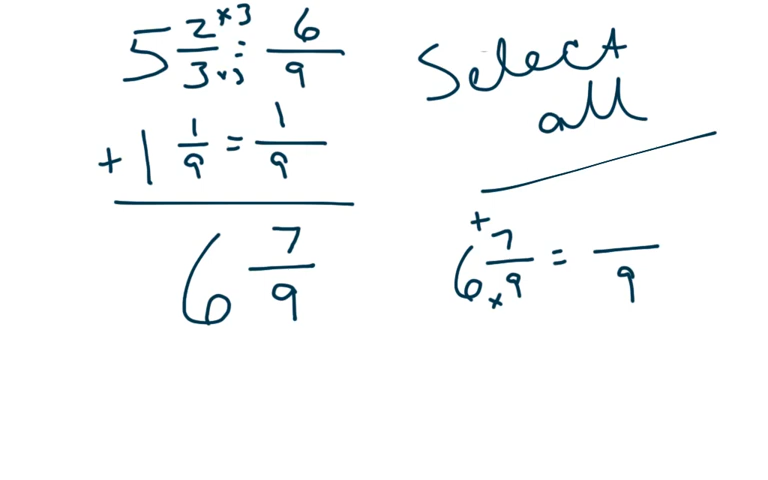 5 2/3 *3 = 6/9
+ 1 1/9 = 1/9
6 7/9
Select
all
6 + 7/9 × = /9